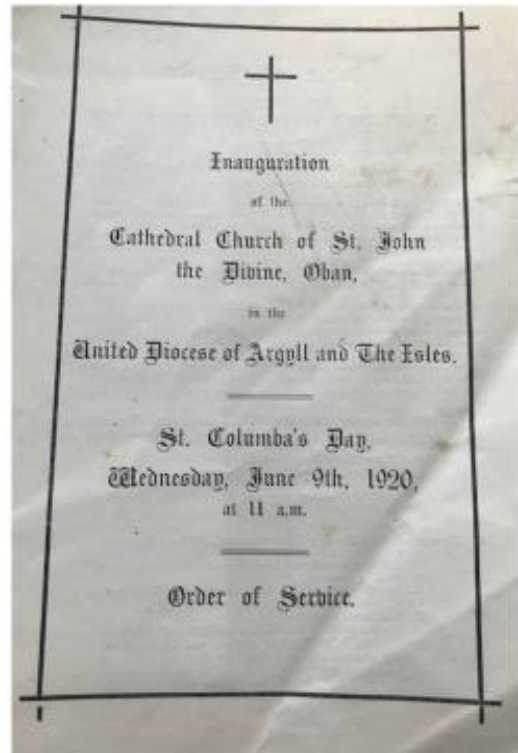 Inauguration
of the
Cathedral Church of St. John
the Divine, Oban,
in the
United Diocese of Argyll and The Isles.
St. Columba's Day,
Wednesday, June 9th, 1920,
at 11 a.m.
Order of Service.